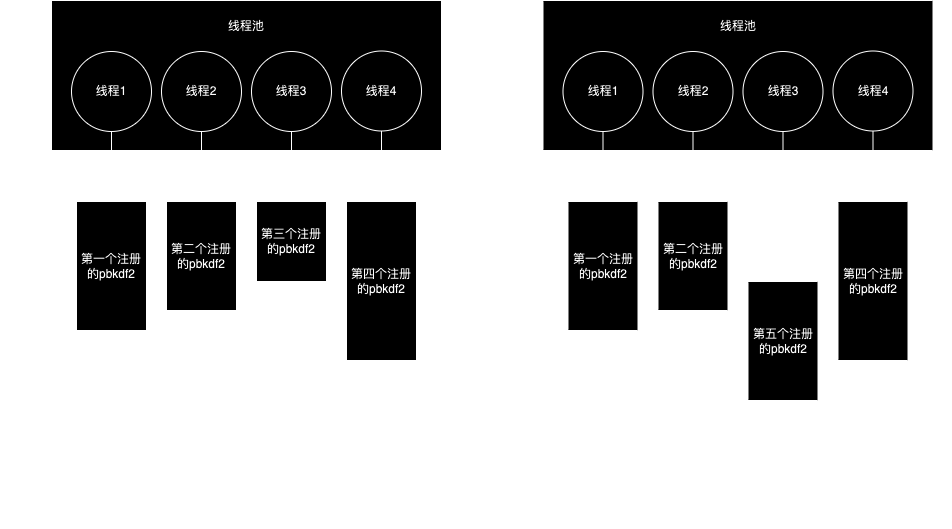 线程池
线程1
线程2
线程3
线程4
第一个注册
的pbkdf2
第二个注册
的pbkdf2
第三个注册
的pbkdf2
第四个注册
的pbkdf2
线程池
线程1
线程2
线程3
线程4
第一个注册
的pbkdf2
第二个注册
的pbkdf2
第五个注册
的pbkdf2
第四个注册
的pbkdf2